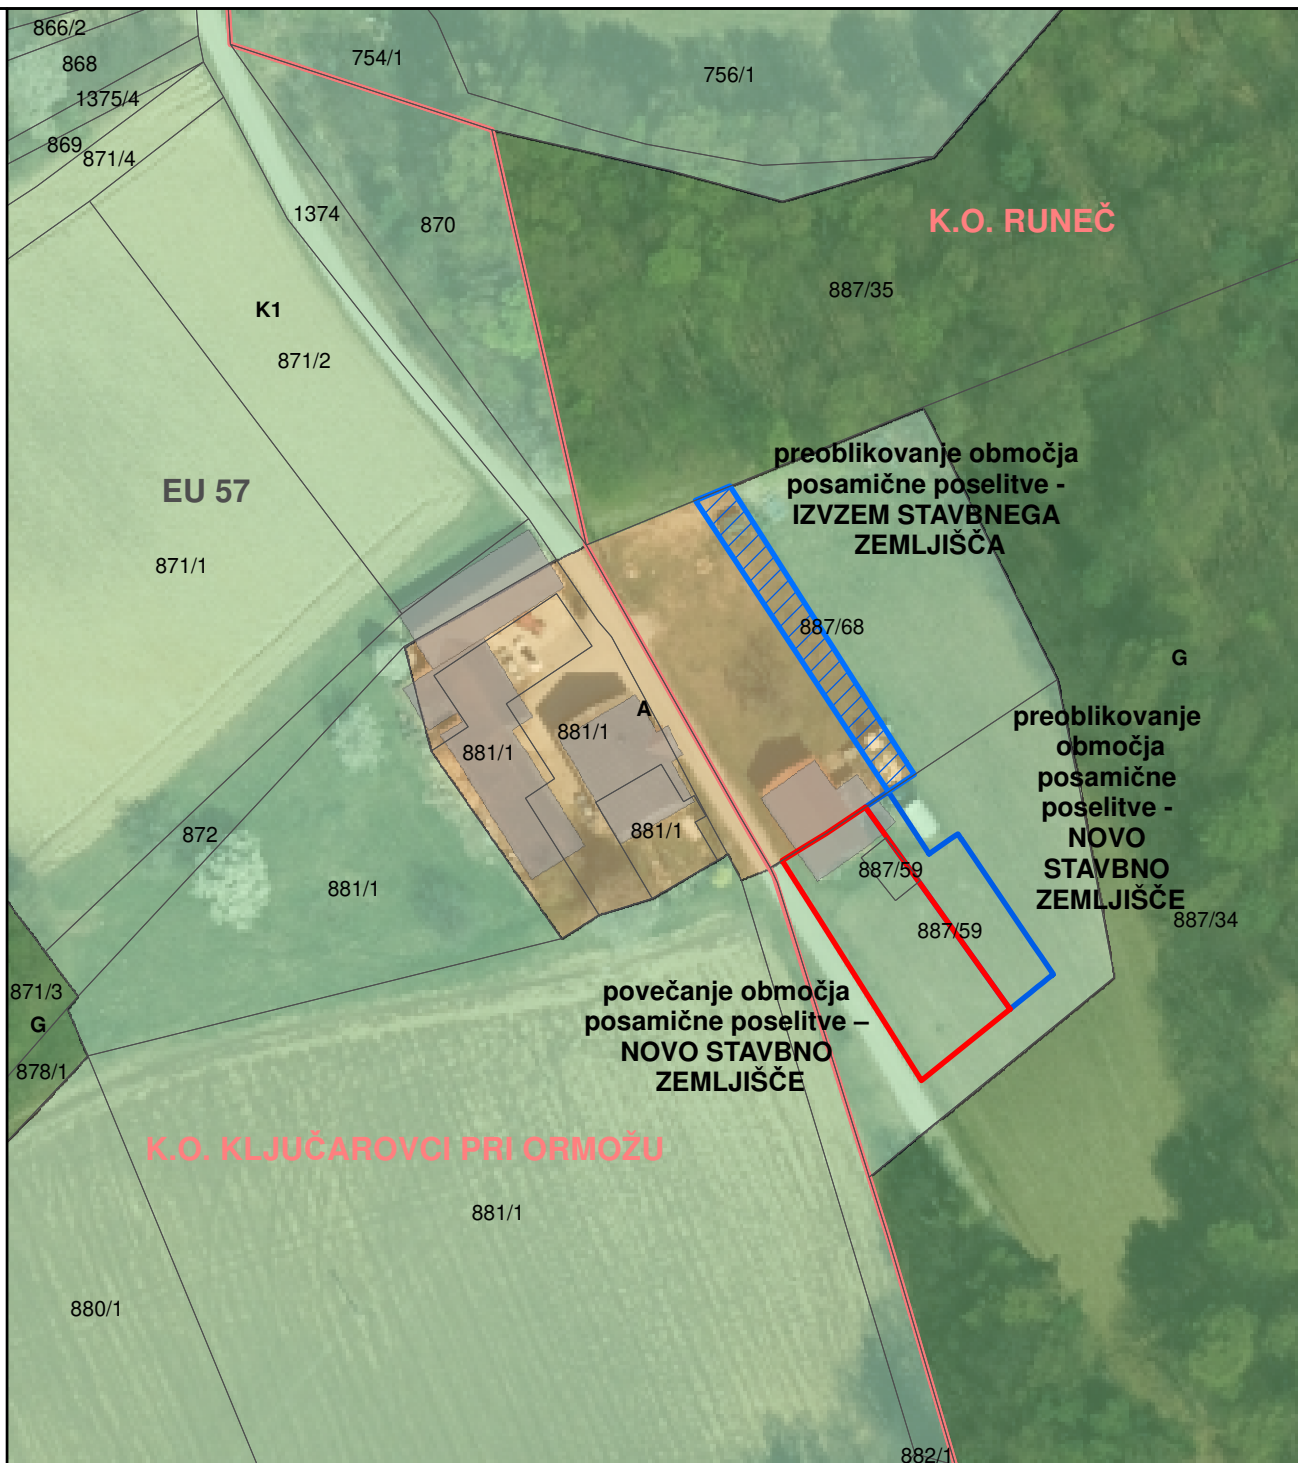 866/2
868
1375/4
869
871/4
754/1
756/1
1374
870
K.O. RUNEČ
887/35
K1
871/2
EU 57
871/1
preoblikovanje območja
posamične poselitve -
IZVZEM STAVBNEGA
ZEMLJIŠČA
887/68
G
A
881/1
881/1
881/1
preoblikovanje
območja
posamične
poselitve -
NOVO
STAVBNO
ZEMLJIŠČE
872
881/1
887/59
887/59
887/34
871/3
G
878/1
povečanje območja
posamične poselitve –
NOVO STAVBNO
ZEMLJIŠČE
K.O. KLJUČAROVCI PRI ORMOŽU
881/1
880/1
882/1